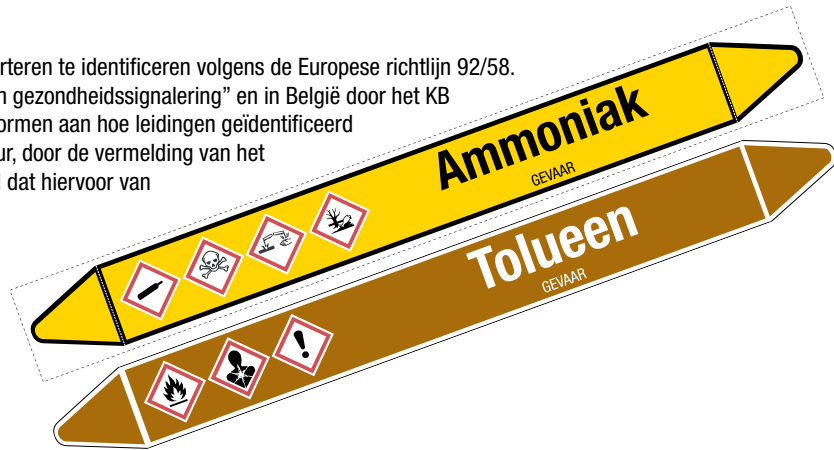 rteren te identificeren volgens de Europese richtlijn 92/58.
n gezondheidssignalering” en in België door het KB
ormen aan hoe leidingen geïdentificeerd
ur, door de vermelding van het
l dat hiervoor van
Ammoniak
GEVAAR
Tolueen
GEVAAR